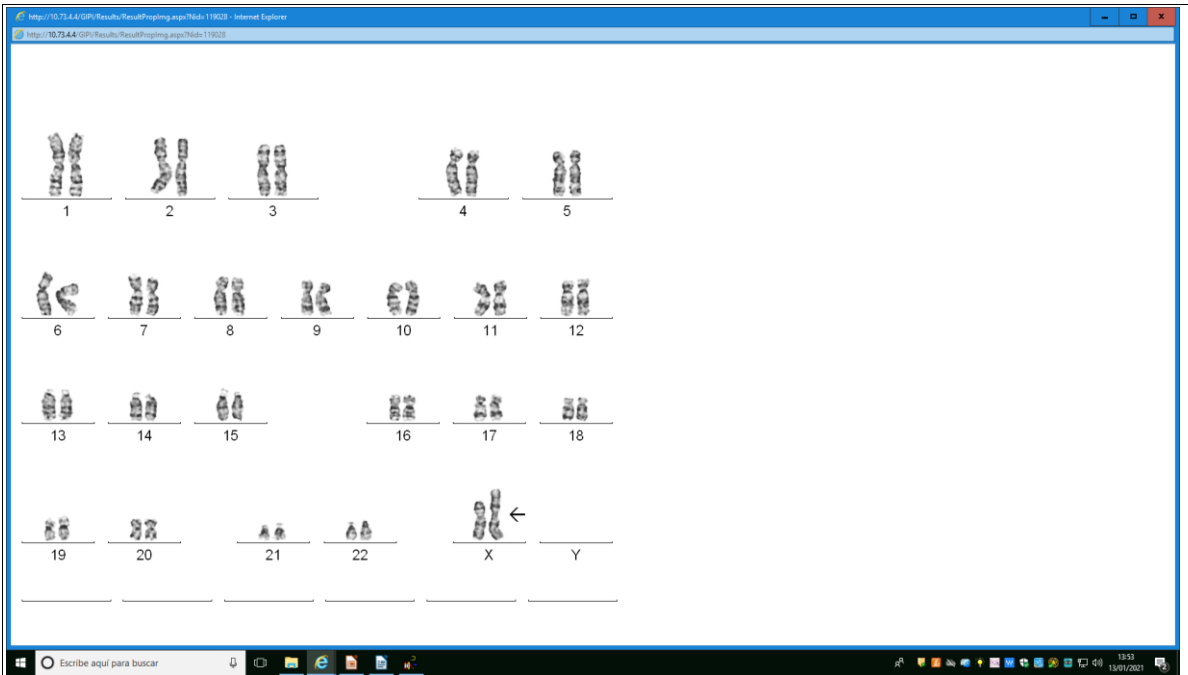 http://10.73.4.4/GIPI/Results/ResultPropImg.aspx?Nid=119028 - Internet Explorer
http://10.73.4.4/GIPI/Results/ResultPropImg.aspx?Nid=119028
1 2 3 4 5
6 7 8 9 10 11 12
13 14 15 16 17 18
19 20 21 22 X Y
Escribe aquí para buscar
13:53
13/01/2021